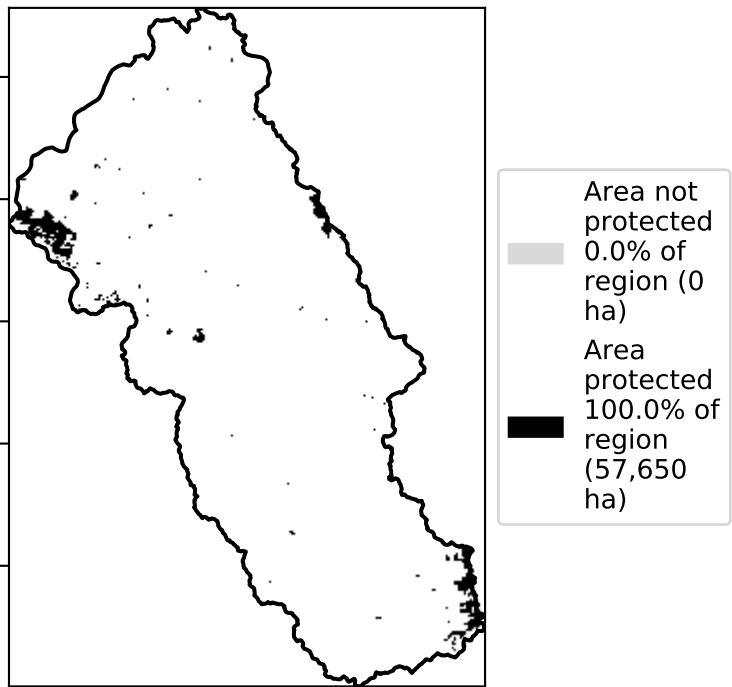 Area not
protected
0.0% of
region (0
ha)
Area
protected
100.0% of
region
(57,650
ha)